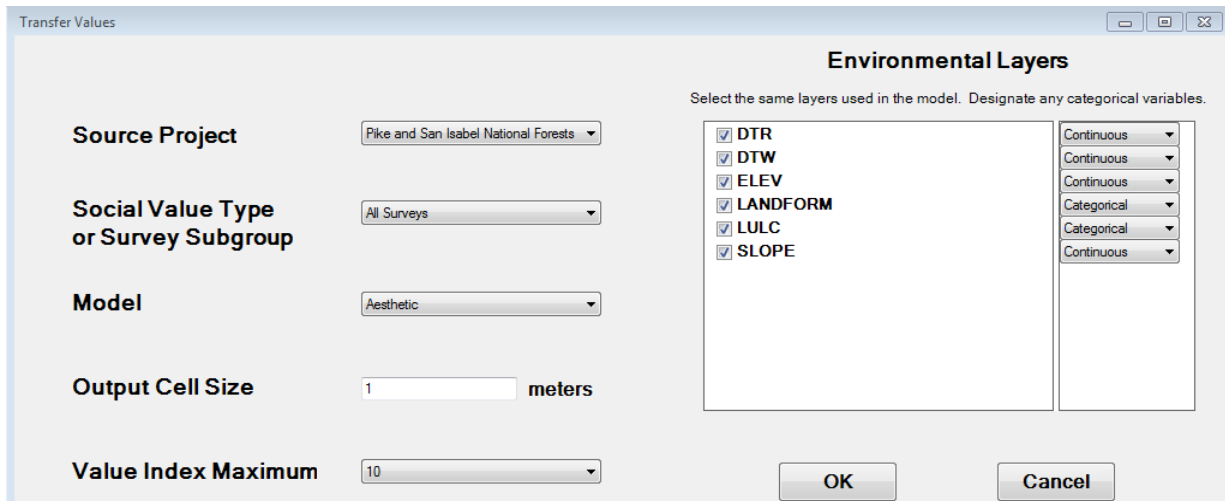 Transfer Values
Source Project
Pike and San Isabel National Forests
Social Value Type
or Survey Subgroup
All Surveys
Model
Aesthetic
Output Cell Size
1
meters
Value Index Maximum
10
Environmental Layers
Select the same layers used in the model. Designate any categorical variables.
DTR Continuous
DTW Continuous
ELEV Continuous
LANDFORM Categorical
LULC Categorical
SLOPE Continuous
OK Cancel